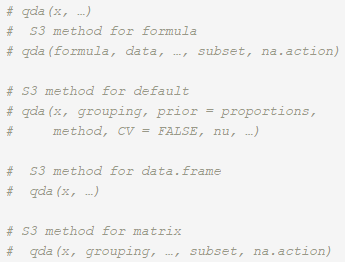 # qda(x, …)
#  S3 method for formula
# qda(formula, data, …, subset, na.action)
# S3 method for default
# qda(x, grouping, prior = proportions,
#     method, CV = FALSE, nu, …)
#  S3 method for data.frame
#  qda(x, …)
# S3 method for matrix
#  qda(x, grouping, …, subset, na.action)